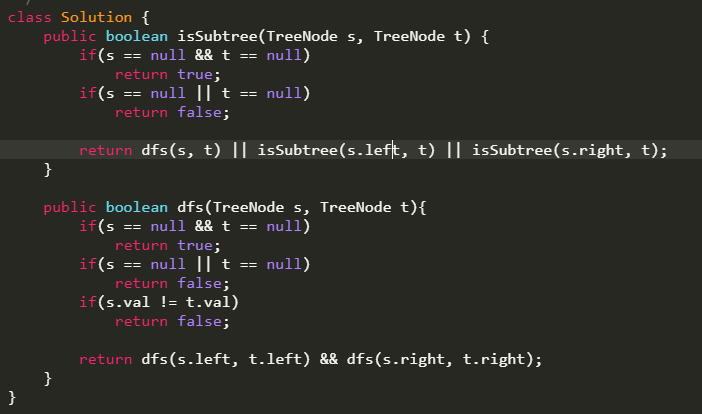 class Solution {
    public boolean isSubtree(TreeNode s, TreeNode t) {
        if(s == null && t == null)
            return true;
        if(s == null || t == null)
            return false;

        return dfs(s, t) || isSubtree(s.left, t) || isSubtree(s.right, t);
    }

    public boolean dfs(TreeNode s, TreeNode t){
        if(s == null && t == null)
            return true;
        if(s == null || t == null)
            return false;
        if(s.val != t.val)
            return false;

        return dfs(s.left, t.left) && dfs(s.right, t.right);
    }
}